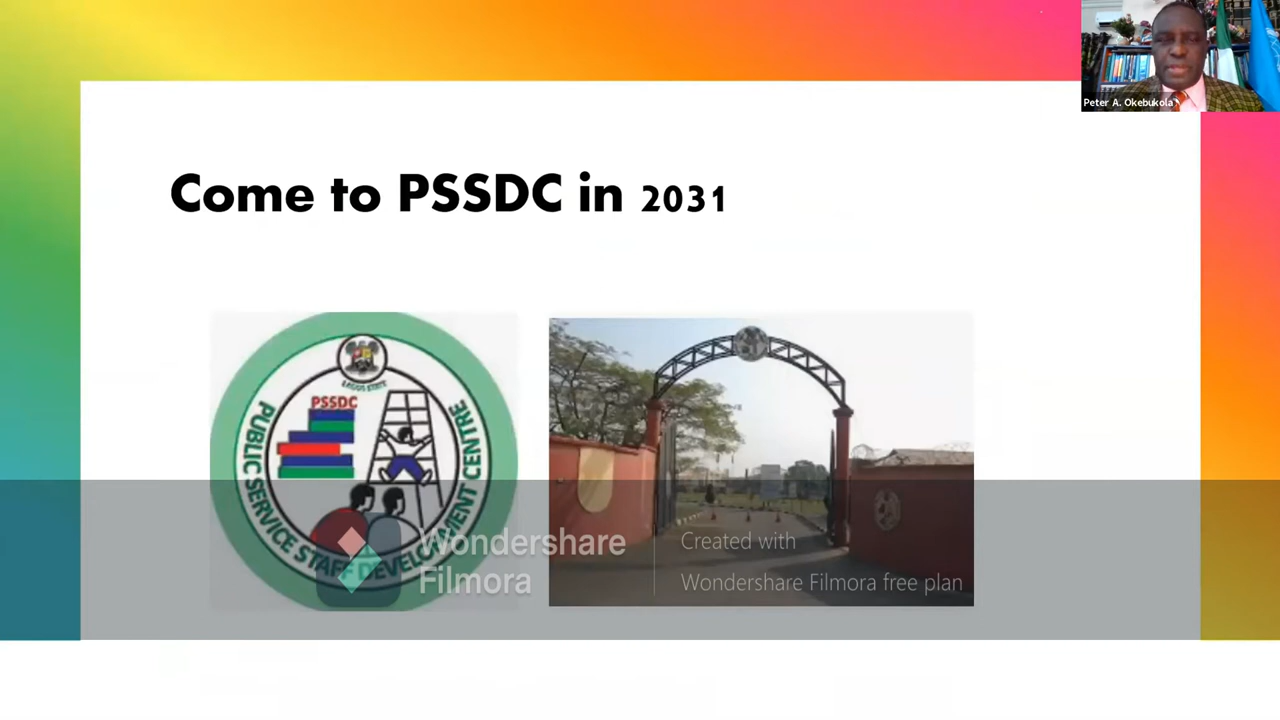 Peter A. Okebukola
Come to PSSDC in 2031
LAGOS STATE
PSSDC
PUBLIC SERVICE STAFF DEVELOPMENT CENTRE
Wondershare
Filmora
Created with
Wondershare Filmora free plan